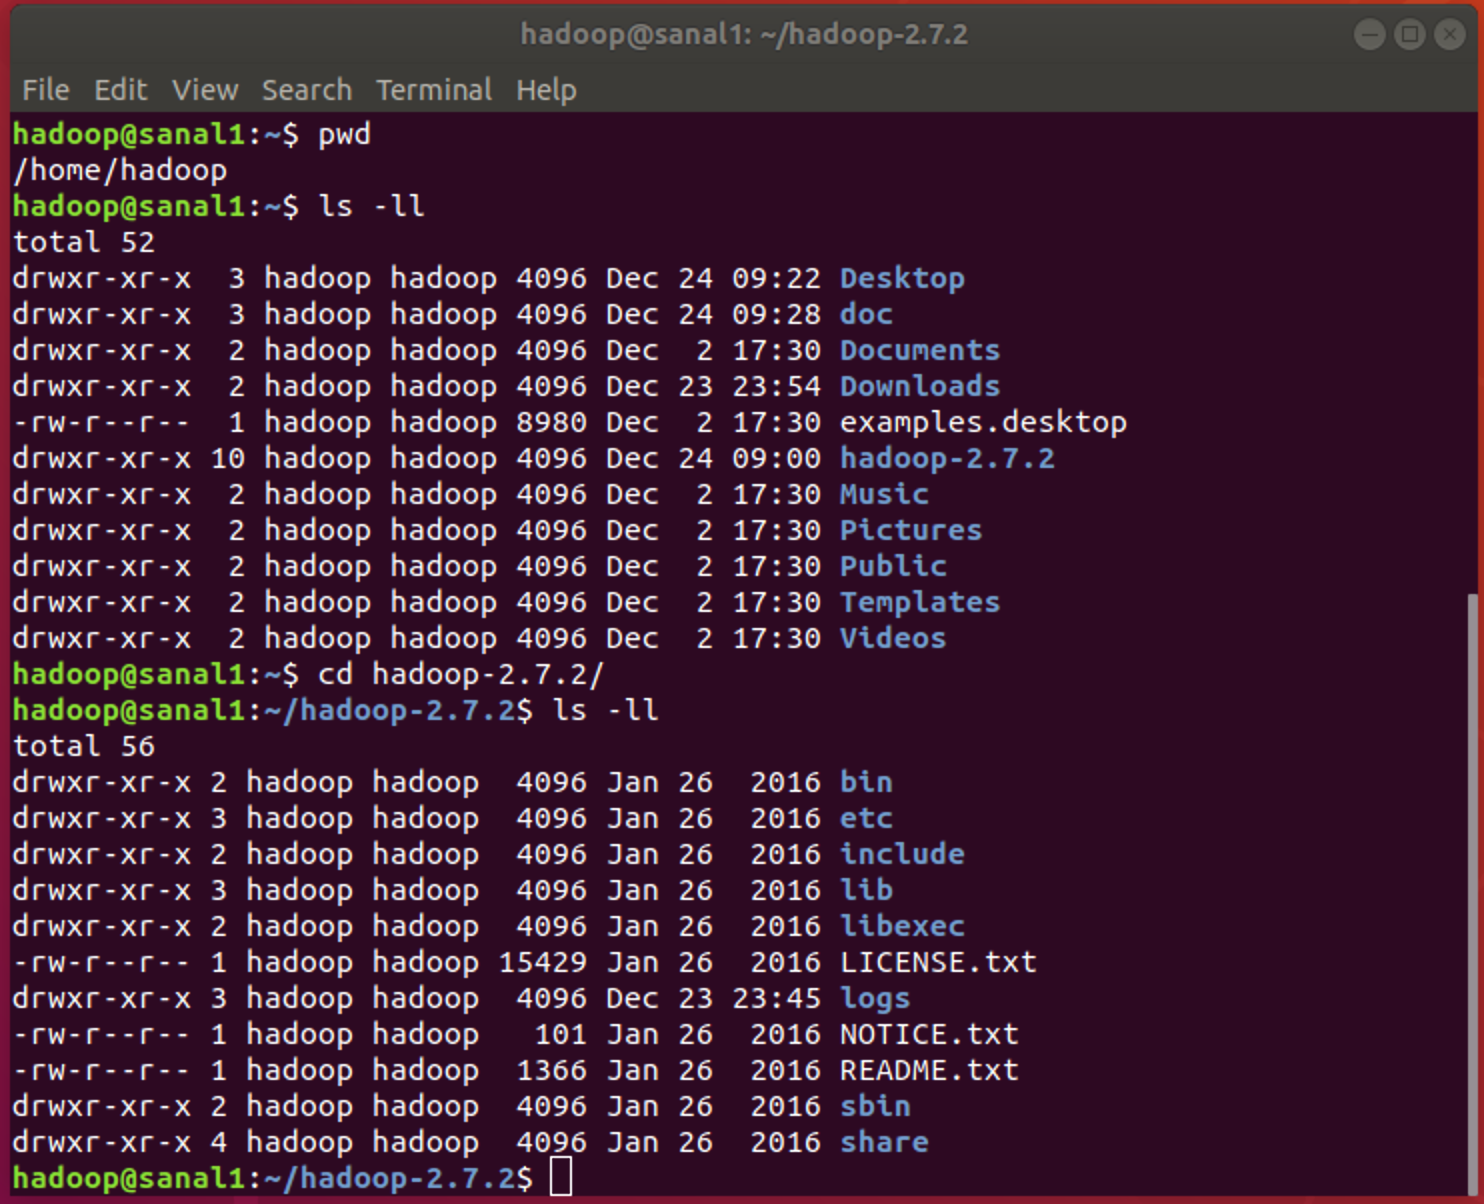 hadoop@sanal1: ~/hadoop-2.7.2
File Edit View Search Terminal Help
hadoop@sanal1:~$ pwd
/home/hadoop
hadoop@sanal1:~$ ls -ll
total 52
drwxr-xr-x  3 hadoop hadoop 4096 Dec 24 09:22 Desktop
drwxr-xr-x  3 hadoop hadoop 4096 Dec 24 09:28 doc
drwxr-xr-x  2 hadoop hadoop 4096 Dec  2 17:30 Documents
drwxr-xr-x  2 hadoop hadoop 4096 Dec 23 23:54 Downloads
-rw-r--r--  1 hadoop hadoop 8980 Dec  2 17:30 examples.desktop
drwxr-xr-x 10 hadoop hadoop 4096 Dec 24 09:00 hadoop-2.7.2
drwxr-xr-x  2 hadoop hadoop 4096 Dec  2 17:30 Music
drwxr-xr-x  2 hadoop hadoop 4096 Dec  2 17:30 Pictures
drwxr-xr-x  2 hadoop hadoop 4096 Dec  2 17:30 Public
drwxr-xr-x  2 hadoop hadoop 4096 Dec  2 17:30 Templates
drwxr-xr-x  2 hadoop hadoop 4096 Dec  2 17:30 Videos
hadoop@sanal1:~$ cd hadoop-2.7.2/
hadoop@sanal1:~/hadoop-2.7.2$ ls -ll
total 56
drwxr-xr-x 2 hadoop hadoop  4096 Jan 26  2016 bin
drwxr-xr-x 3 hadoop hadoop  4096 Jan 26  2016 etc
drwxr-xr-x 2 hadoop hadoop  4096 Jan 26  2016 include
drwxr-xr-x 3 hadoop hadoop  4096 Jan 26  2016 lib
drwxr-xr-x 2 hadoop hadoop  4096 Jan 26  2016 libexec
-rw-r--r-- 1 hadoop hadoop 15429 Jan 26  2016 LICENSE.txt
drwxr-xr-x 3 hadoop hadoop  4096 Dec 23 23:45 logs
-rw-r--r-- 1 hadoop hadoop   101 Jan 26  2016 NOTICE.txt
-rw-r--r-- 1 hadoop hadoop  1366 Jan 26  2016 README.txt
drwxr-xr-x 2 hadoop hadoop  4096 Jan 26  2016 sbin
drwxr-xr-x 4 hadoop hadoop  4096 Jan 26  2016 share
hadoop@sanal1:~/hadoop-2.7.2$